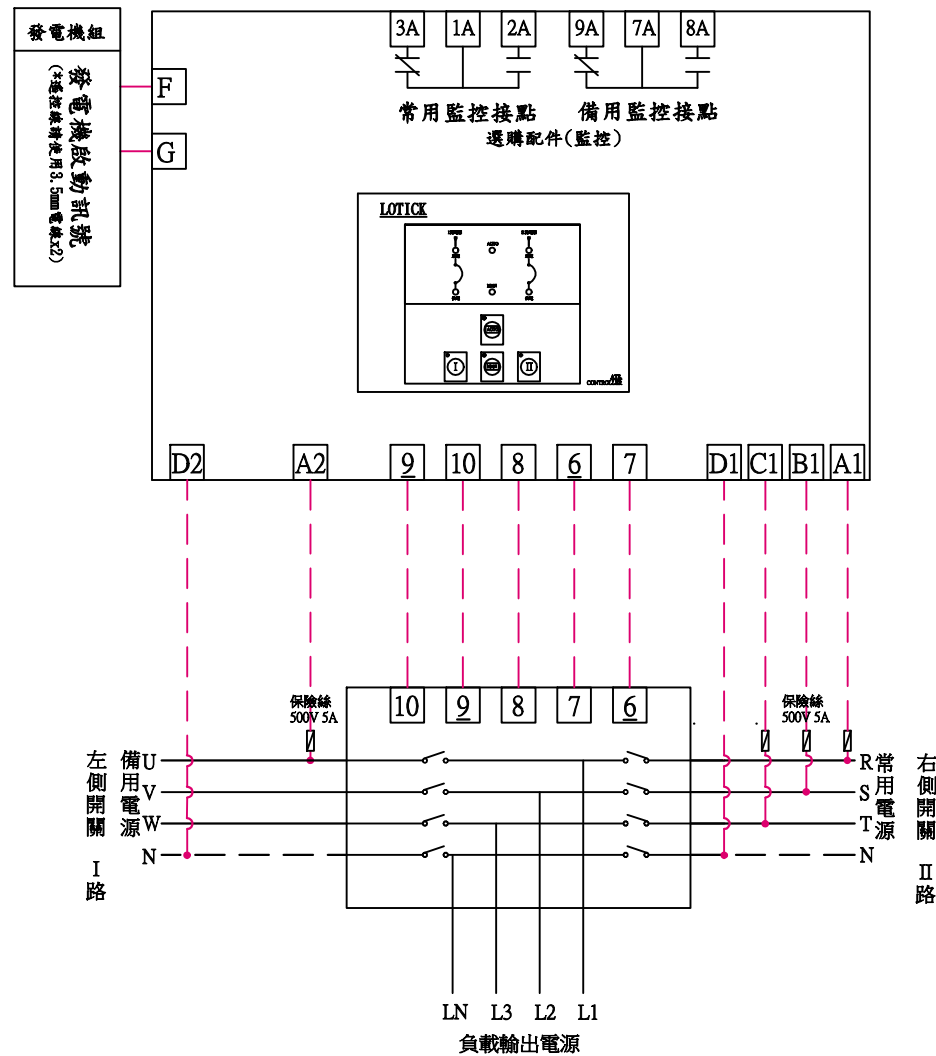 發電機組
發電機啟動訊號
(*遙控線請使用3.5mm電線x2)
F
G
3A 1A 2A 9A 7A 8A
常用監控接點 備用監控接點
選購配件(監控)
LOTICK
I II
CONTROLLER
D2 A2 9 10 8 6 7 D1 C1 B1 A1
保險絲
500V 5A
保險絲
500V 5A
10 9 8 7 6
左側開關 I路
備用電源
U
V
W
N
R
S
T
N
常用電源
右側開關 II路
LN L3 L2 L1
負載輸出電源